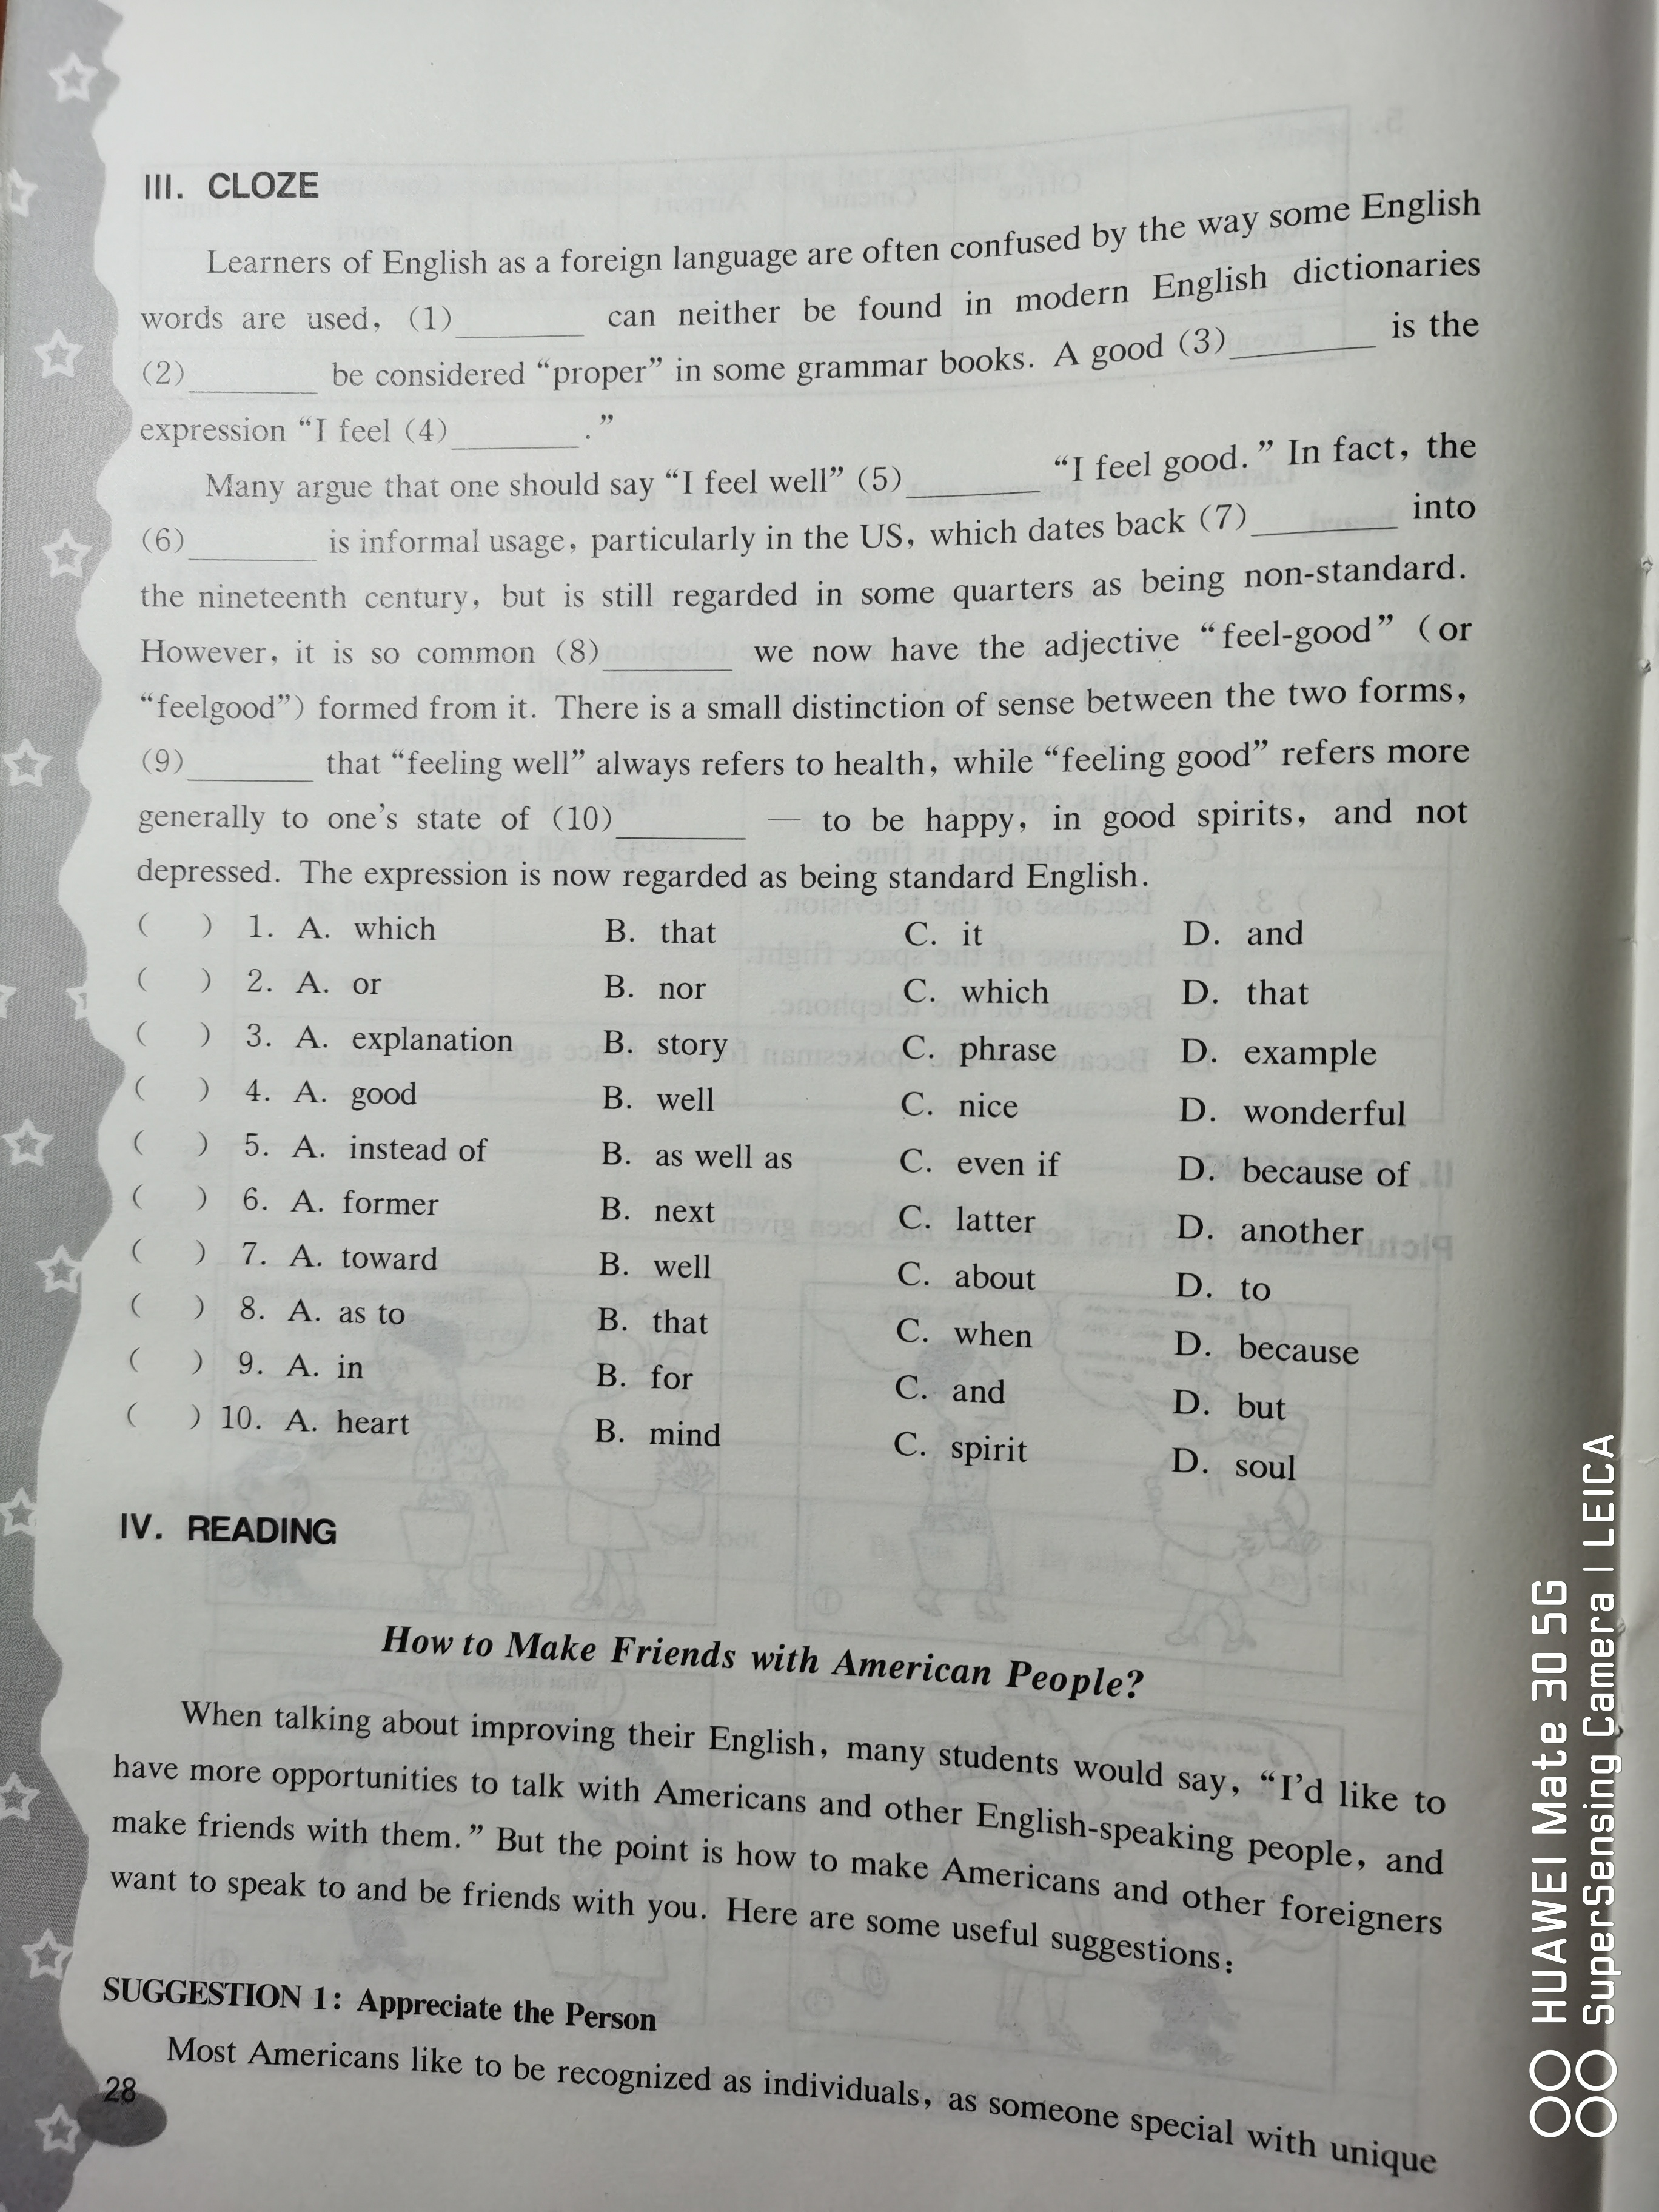 III. CLOZE
Learners of English as a foreign language are often confused by the way some English
words are used, (1)________ can neither be found in modern English dictionaries
(2)________ be considered “proper” in some grammar books. A good (3)________ is the
expression “I feel (4)________.”
Many argue that one should say “I feel well” (5)________ “I feel good.” In fact, the
(6)________ is informal usage, particularly in the US, which dates back (7)________ into
the nineteenth century, but is still regarded in some quarters as being non-standard.
However, it is so common (8)________ we now have the adjective “feel-good” (or
“feelgood”) formed from it. There is a small distinction of sense between the two forms,
(9)________ that “feeling well” always refers to health, while “feeling good” refers more
generally to one’s state of (10)________ — to be happy, in good spirits, and not
depressed. The expression is now regarded as being standard English.
( ) 1. A. which B. that C. it D. and
( ) 2. A. or B. nor C. which D. that
( ) 3. A. explanation B. story C. phrase D. example
( ) 4. A. good B. well C. nice D. wonderful
( ) 5. A. instead of B. as well as C. even if D. because of
( ) 6. A. former B. next C. latter D. another
( ) 7. A. toward B. well C. about D. to
( ) 8. A. as to B. that C. when D. because
( ) 9. A. in B. for C. and D. but
( ) 10. A. heart B. mind C. spirit D. soul
IV. READING
How to Make Friends with American People?
When talking about improving their English, many students would say, “I’d like to
have more opportunities to talk with Americans and other English-speaking people, and
make friends with them.” But the point is how to make Americans and other foreigners
want to speak to and be friends with you. Here are some useful suggestions:
SUGGESTION 1: Appreciate the Person
Most Americans like to be recognized as individuals, as someone special with unique
28
HUAWEI Mate 30 5G
SuperSensing Camera | LEICA